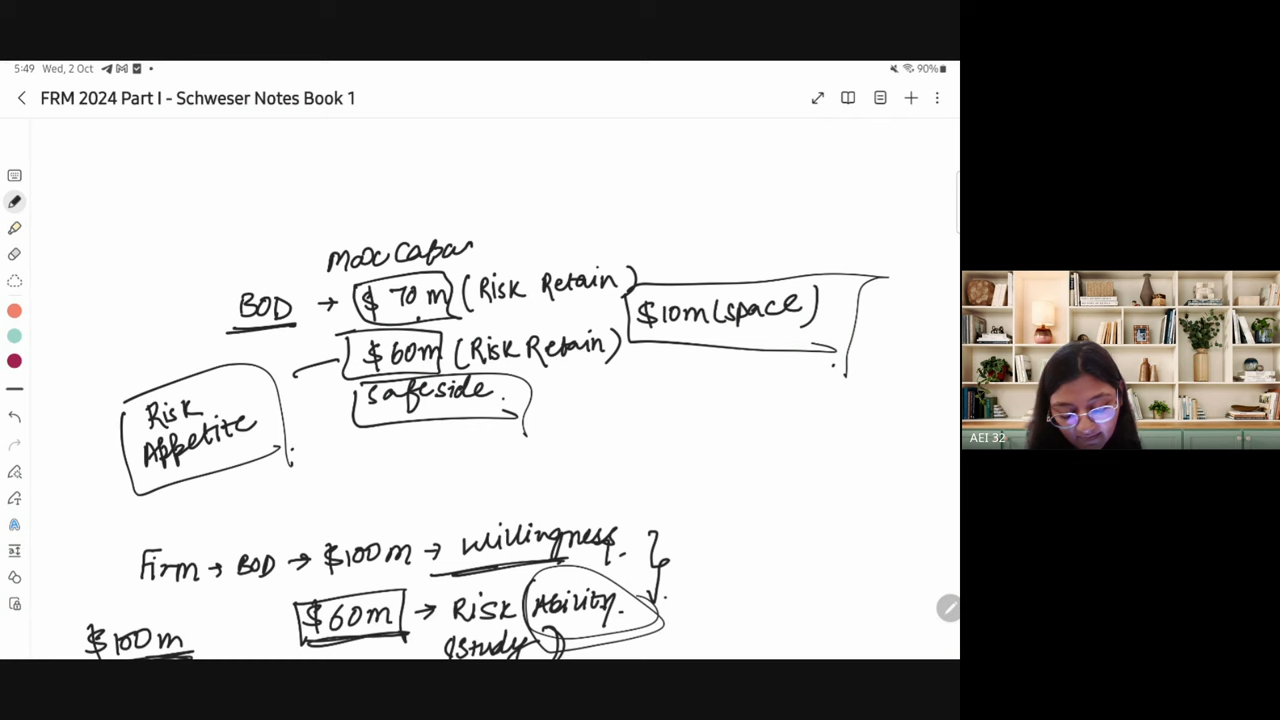 5:49 Wed, 2 Oct
90%
FRM 2024 Part I - Schweser Notes Book 1
Max
BOD → $ 70 m (Risk Retain)
$10m (space)
$ 60m (Risk Retain)
safeside.
Risk
Appetite
Firm → BOD → $100m → willingness.
$60m → Risk Ability.
$100m
(Study)
AEI 32